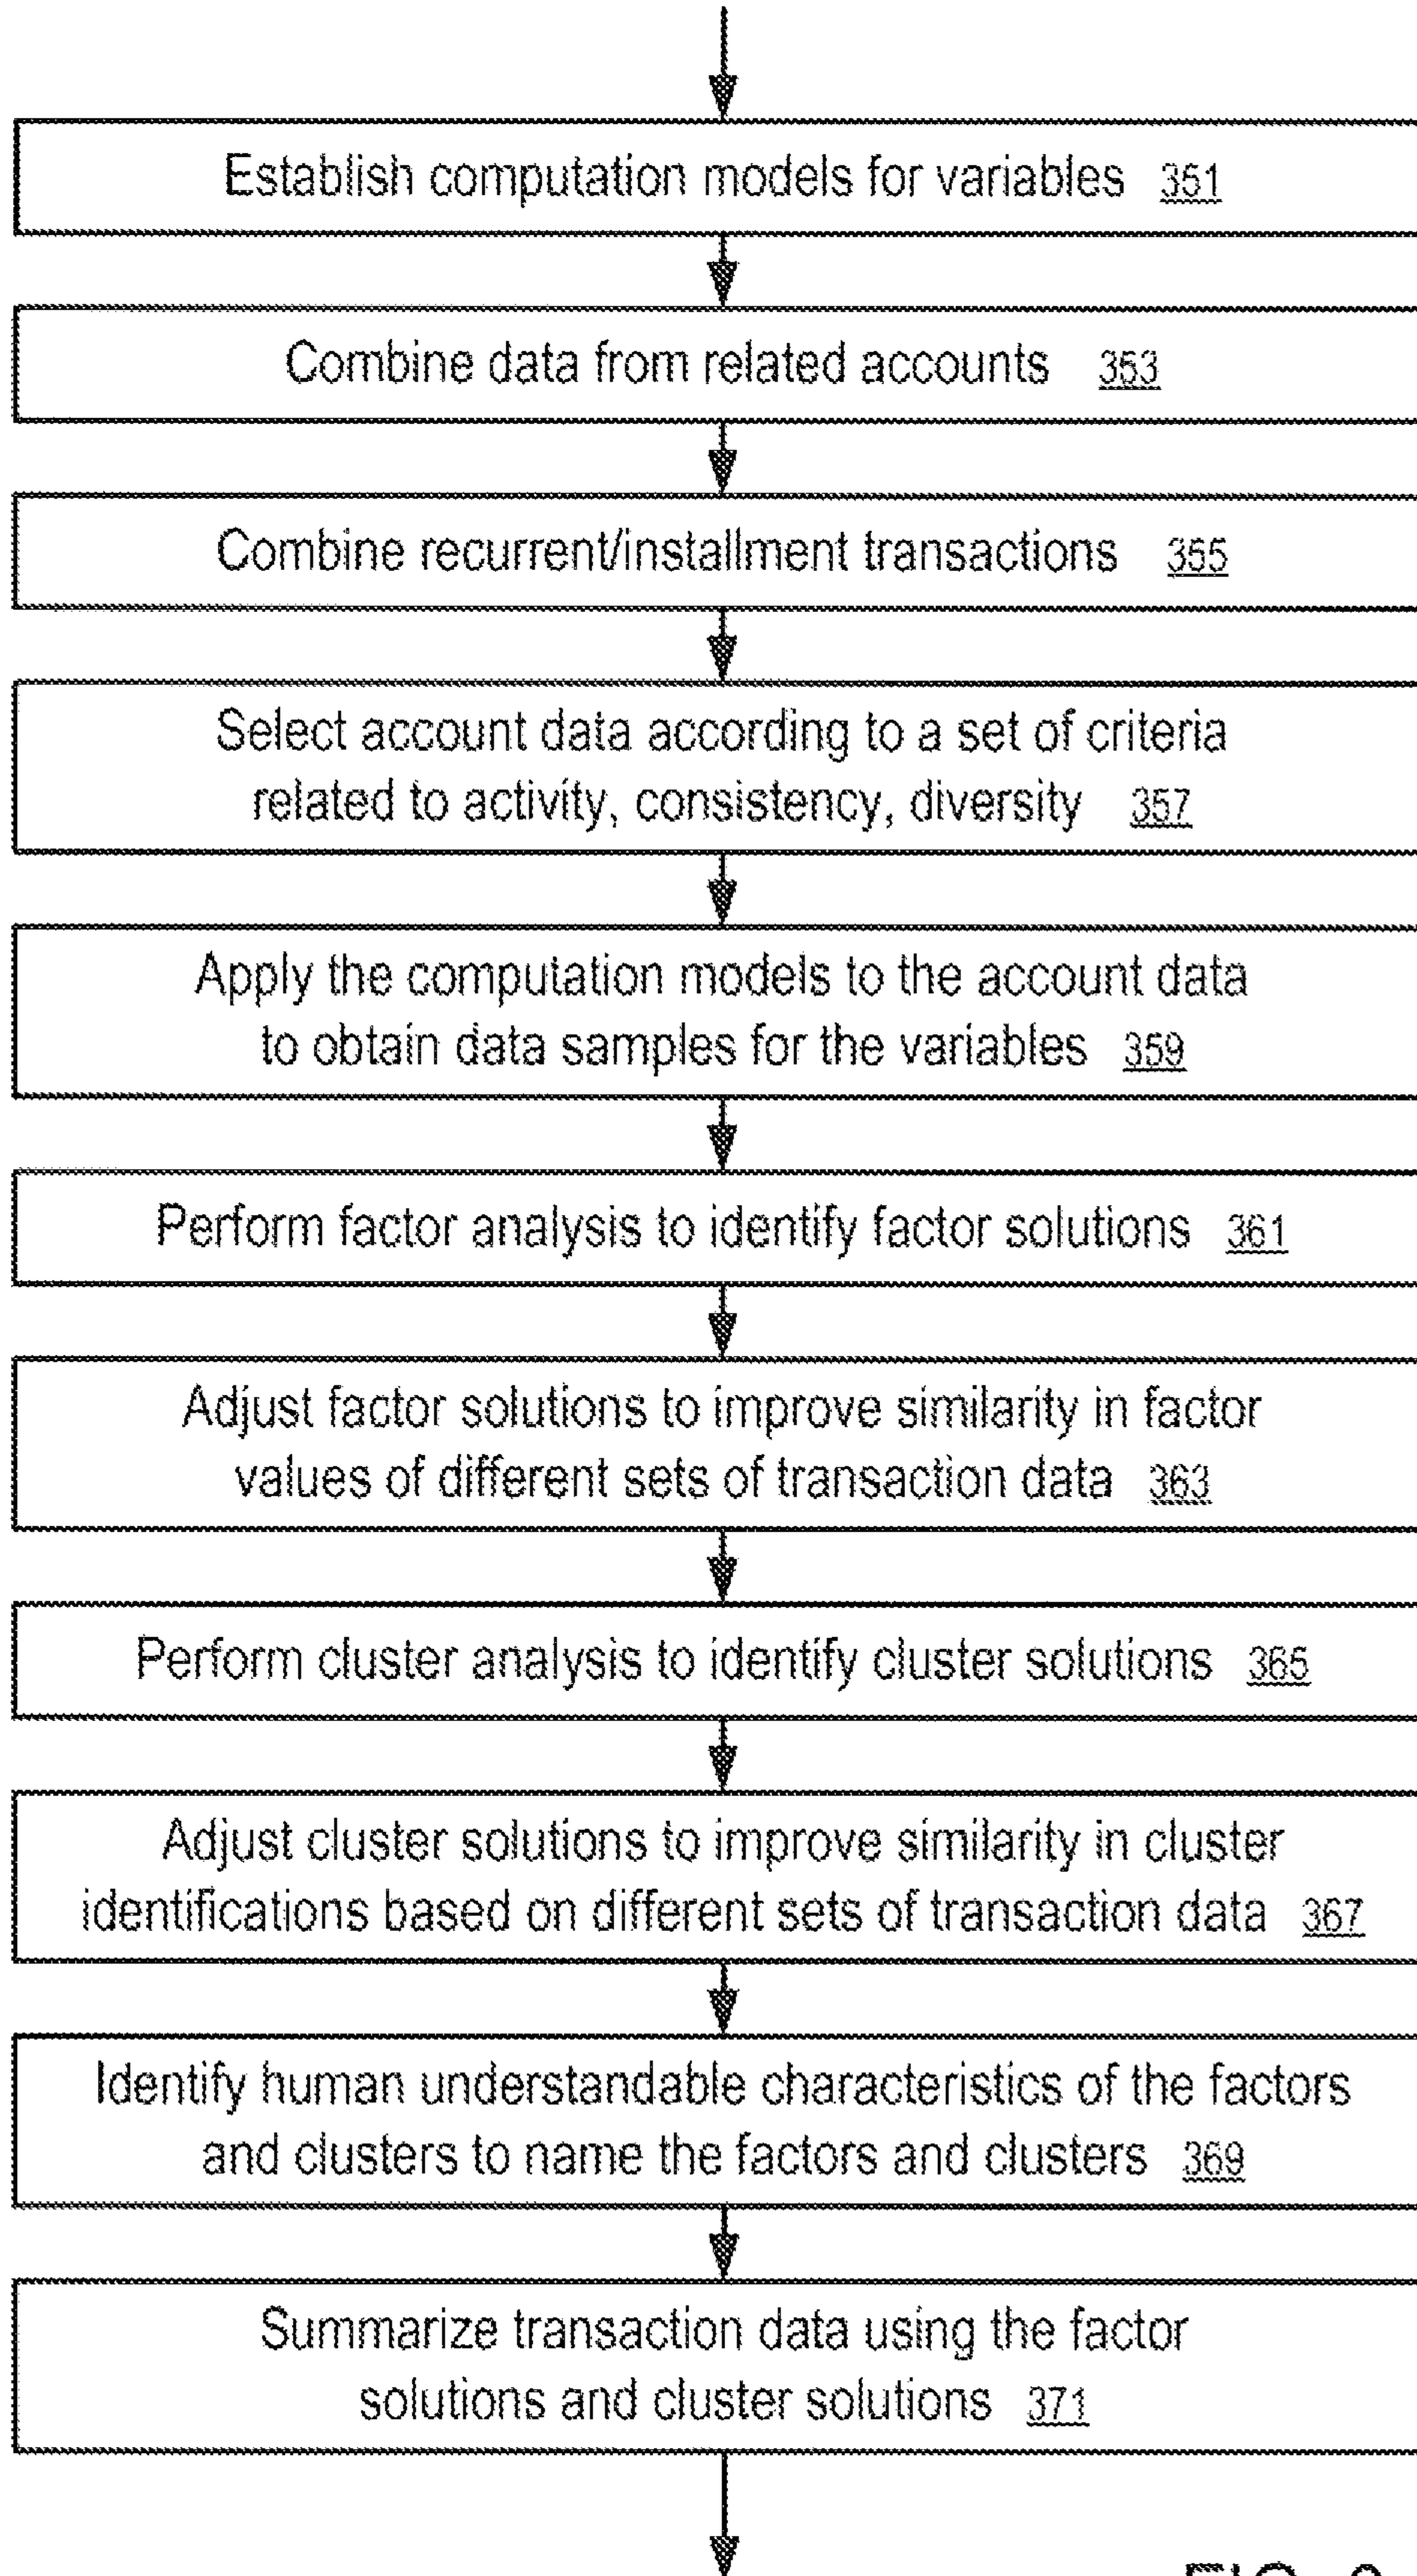 Establish computation models for variables 351
Combine data from related accounts 353
Combine recurrent/installment transactions 355
Select account data according to a set of criteria
related to activity, consistency, diversity 357
Apply the computation models to the account data
to obtain data samples for the variables 359
Perform factor analysis to identify factor solutions 361
Adjust factor solutions to improve similarity in factor
values of different sets of transaction data 363
Perform cluster analysis to identify cluster solutions 365
Adjust cluster solutions to improve similarity in cluster
identifications based on different sets of transaction data 367
Identify human understandable characteristics of the factors
and clusters to name the factors and clusters 369
Summarize transaction data using the factor
solutions and cluster solutions 371